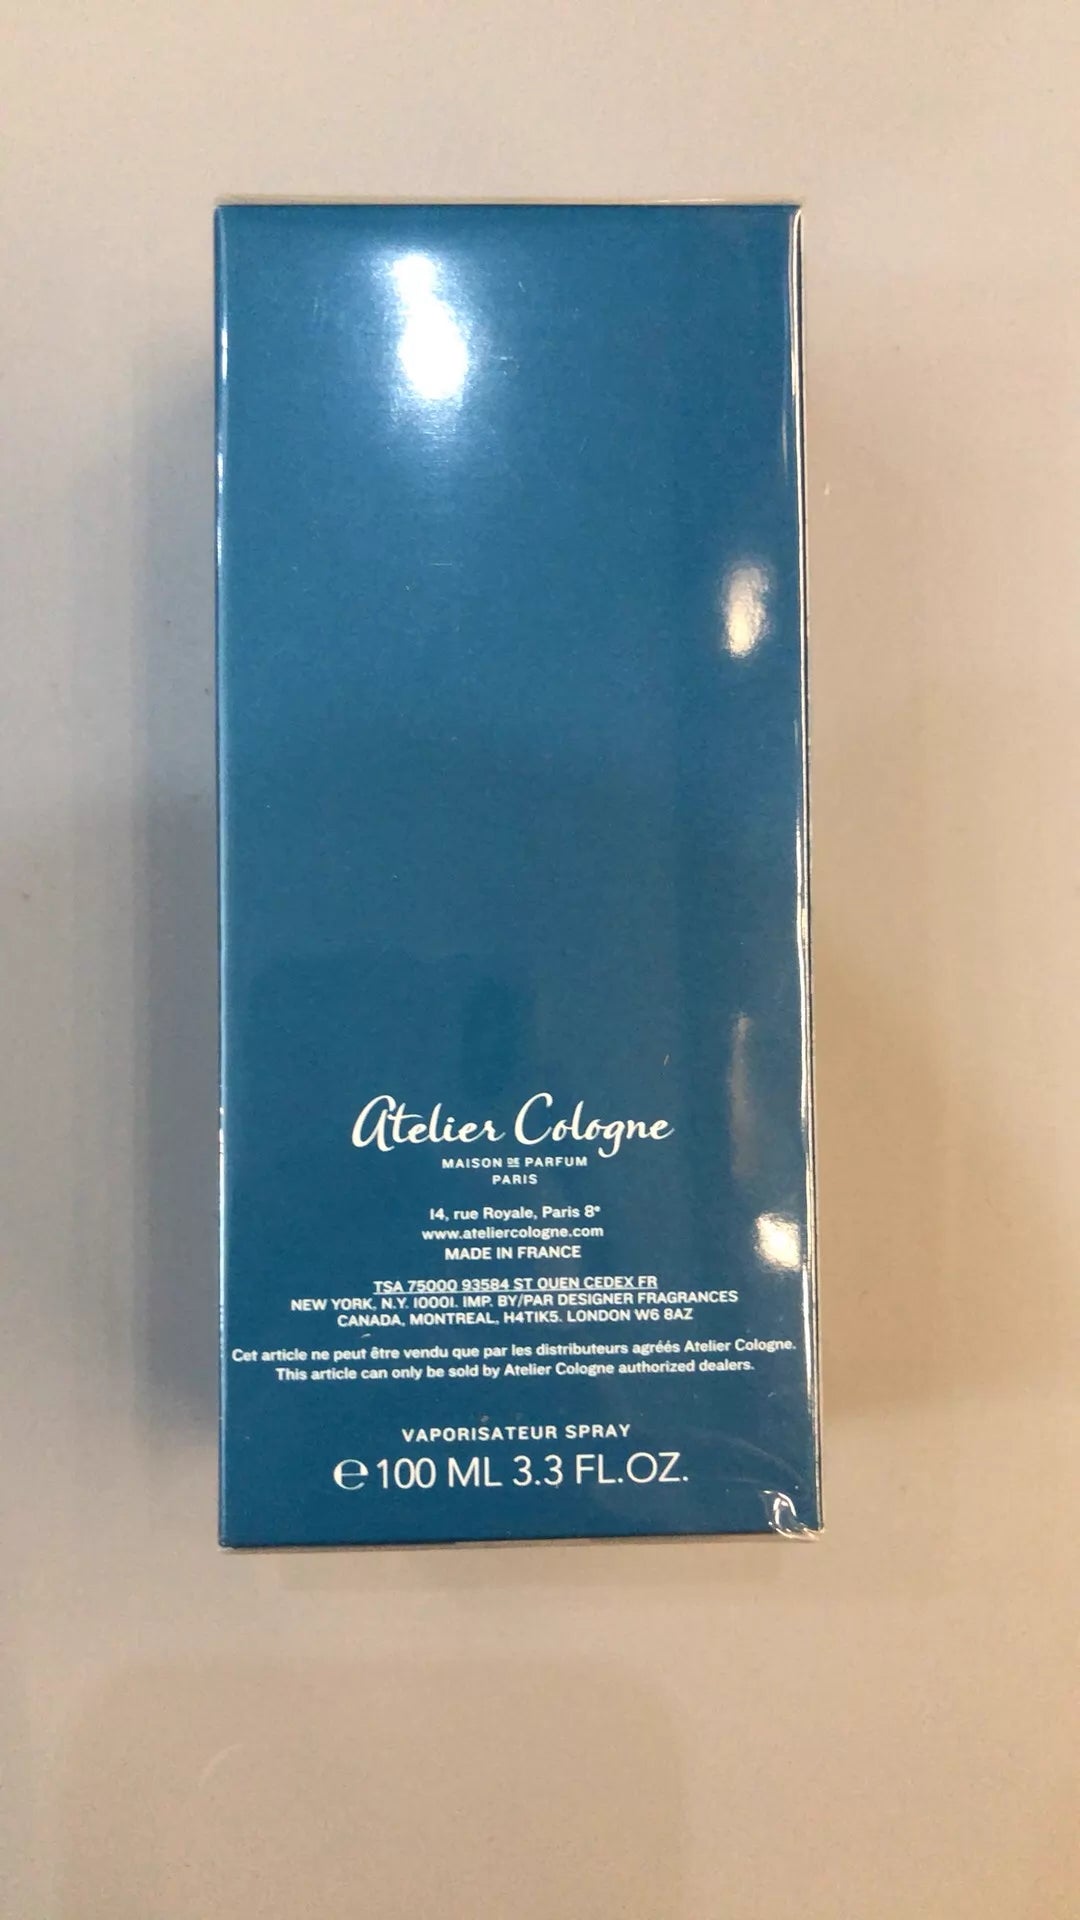 Atelier Cologne
MAISON DE PARFUM
PARIS
14, rue Royale, Paris 8e
www.ateliercologne.com
MADE IN FRANCE
TSA 75000 93584 ST OUEN CEDEX FR
NEW YORK, N.Y. 10001. IMP. BY/PAR DESIGNER FRAGRANCES
CANADA, MONTREAL, H4T1K5. LONDON W6 8AZ
Cet article ne peut être vendu que par les distributeurs agréés Atelier Cologne.
This article can only be sold by Atelier Cologne authorized dealers.
VAPORISATEUR SPRAY
℮ 100 ML 3.3 FL.OZ.